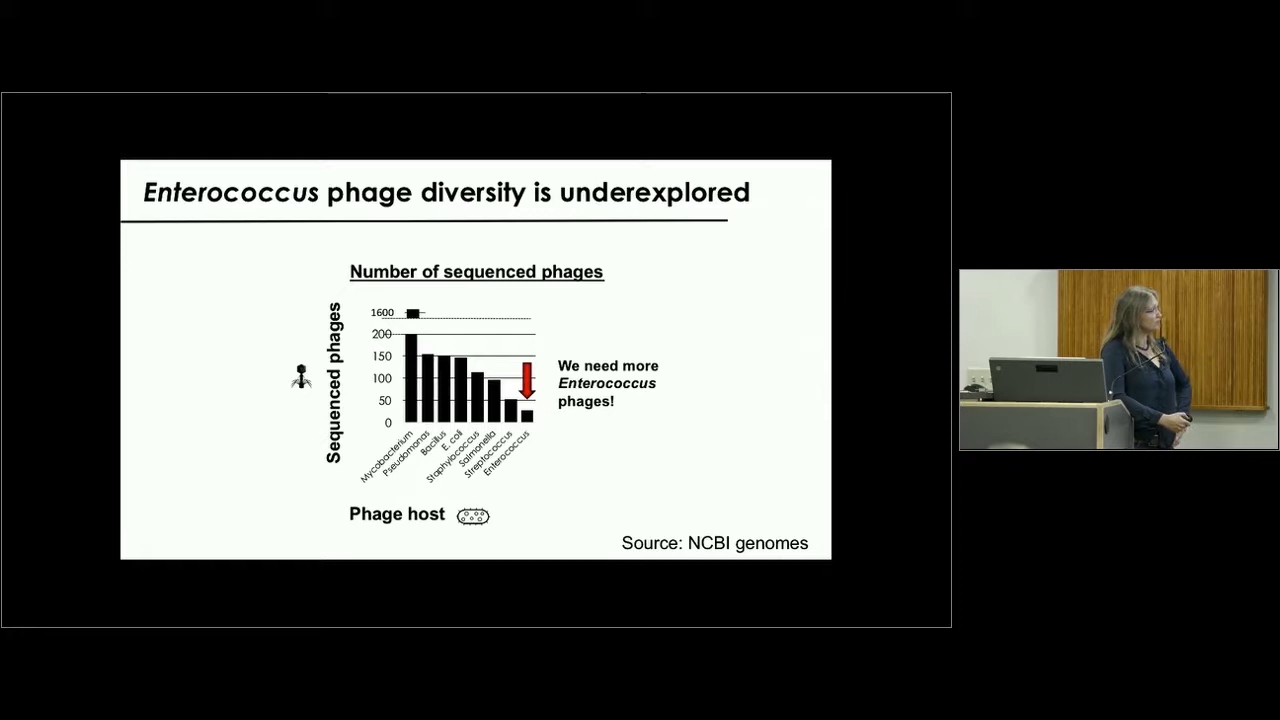 Enterococcus phage diversity is underexplored
Number of sequenced phages
Sequenced phages
1600
200
150
100
50
0
We need more
Enterococcus
phages!
Mycobacterium
Pseudomonas
Bacillus
E. coli
Staphylococcus
Salmonella
Streptococcus
Enterococcus
Phage host
Source: NCBI genomes